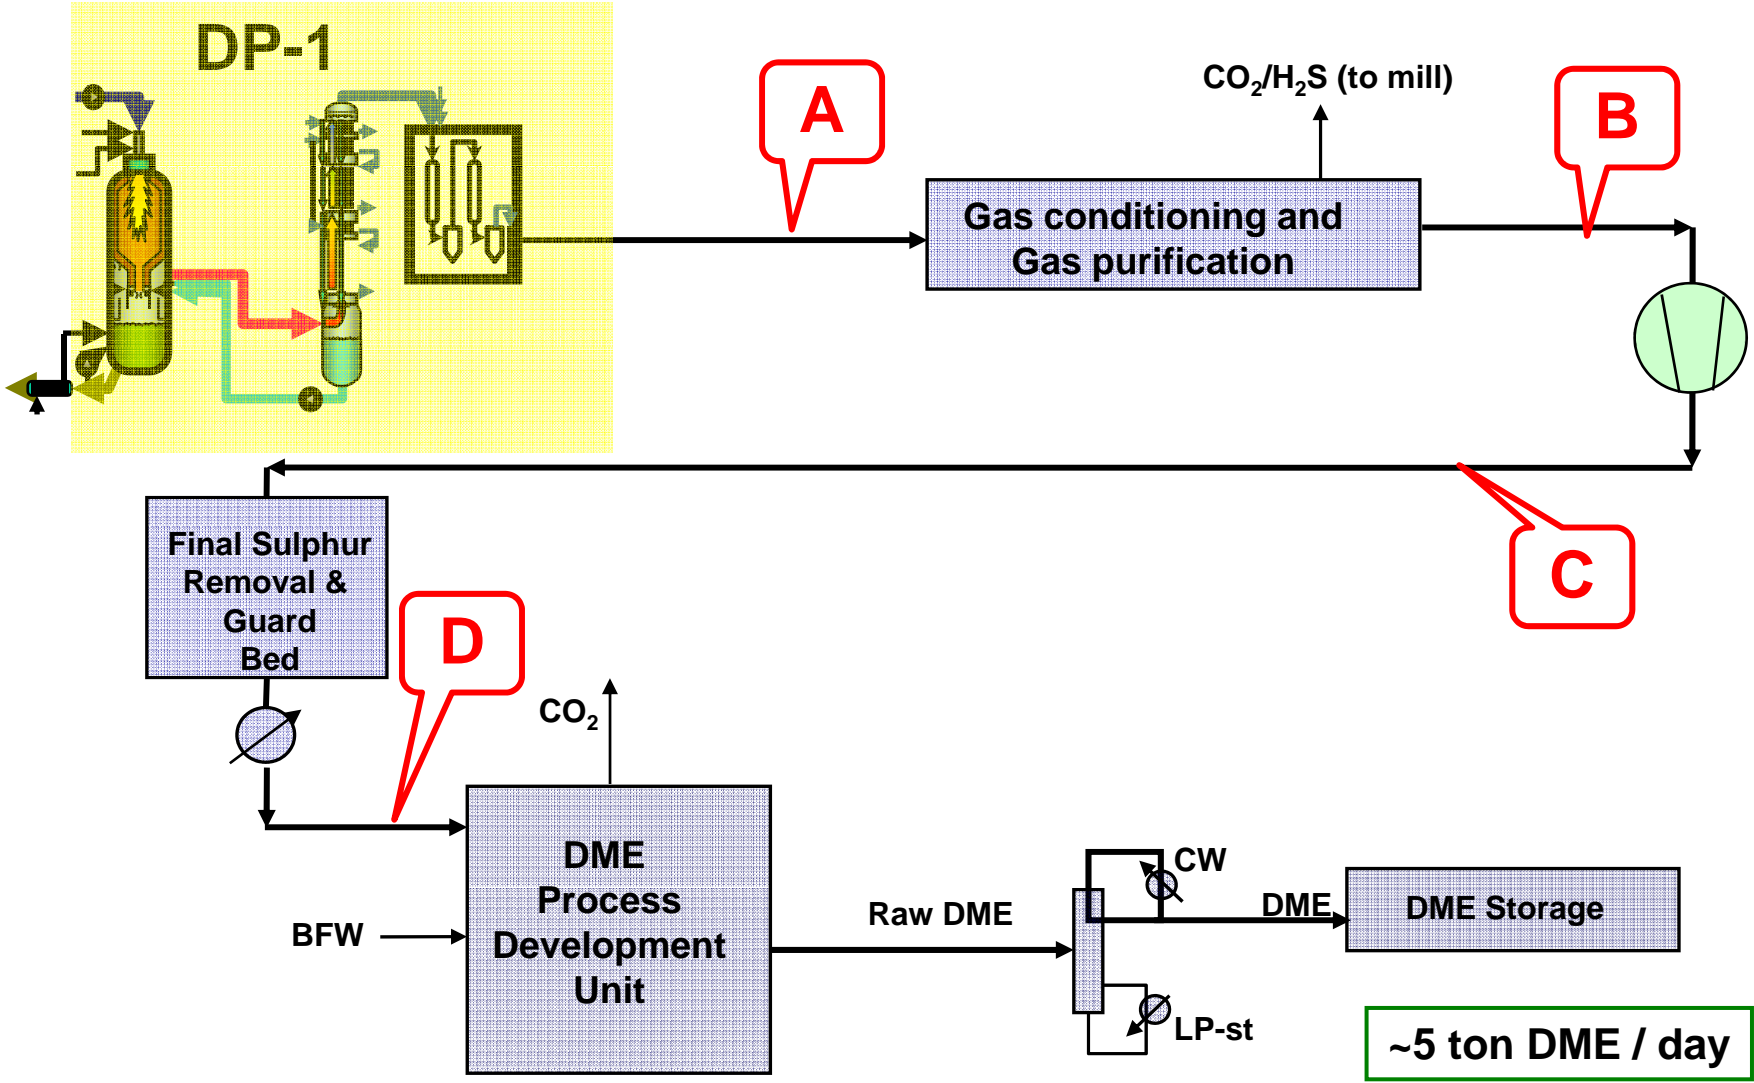 DP-1
A
CO₂/H₂S (to mill)
B
Gas conditioning and
Gas purification
C
Final Sulphur
Removal &
Guard
Bed
D
CO₂
DME
Process
Development
Unit
BFW
Raw DME
CW
LP-st
DME
DME Storage
~5 ton DME / day